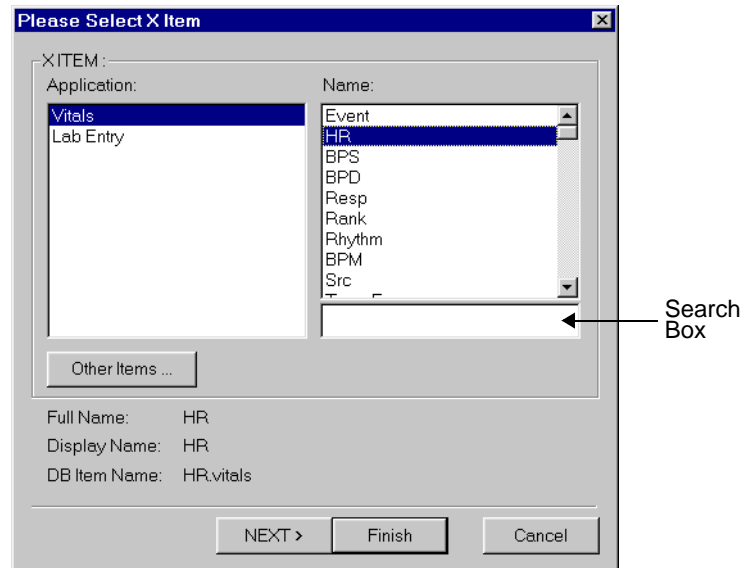 Please Select X Item
X ITEM :
Application:
Name:
Vitals
Lab Entry
Event
HR
BPS
BPD
Resp
Rank
Rhythm
BPM
Src
Search
Box
Other Items ...
Full Name: HR
Display Name: HR
DB Item Name: HR.vitals
NEXT > Finish Cancel